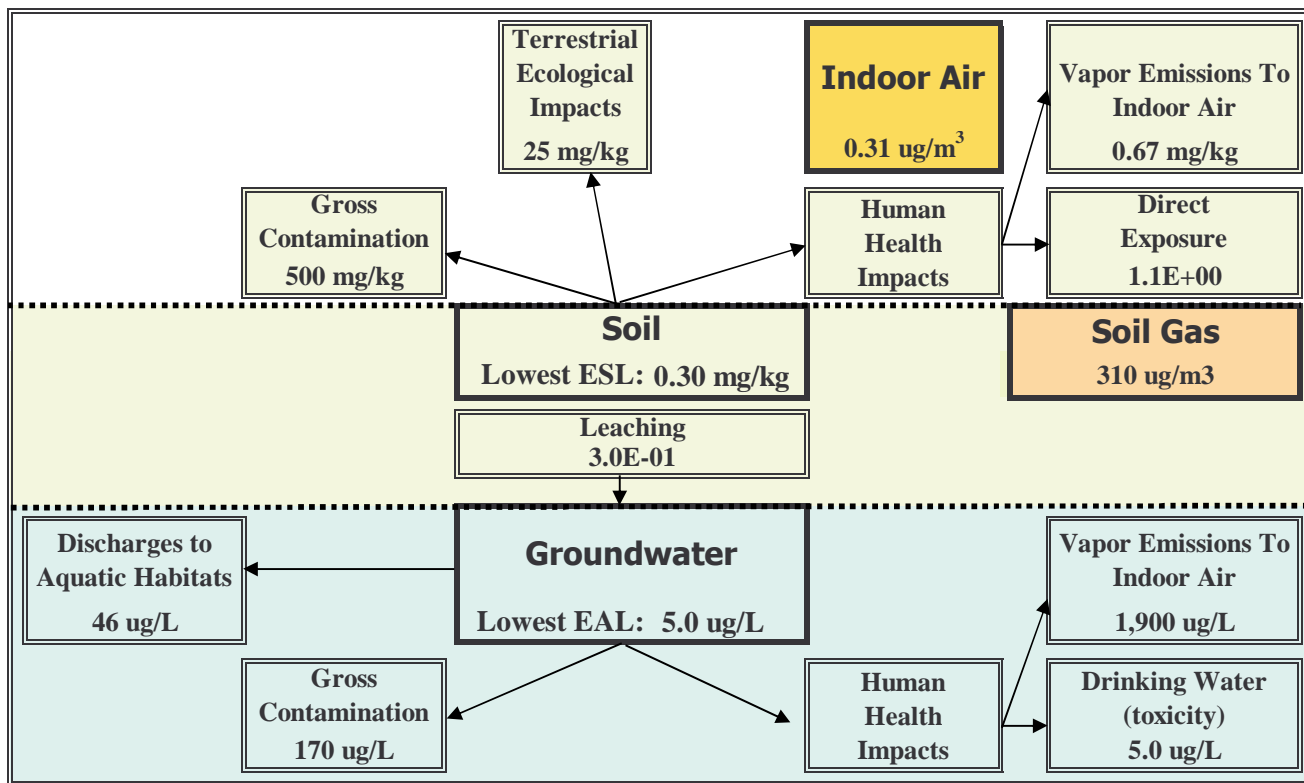 Terrestrial
Ecological
Impacts
25 mg/kg
Indoor Air
0.31 ug/m³
Vapor Emissions To
Indoor Air
0.67 mg/kg
Gross
Contamination
500 mg/kg
Human
Health
Impacts
Direct
Exposure
1.1E+00
Soil
Lowest ESL: 0.30 mg/kg
Soil Gas
310 ug/m3
Leaching
3.0E-01
Discharges to
Aquatic Habitats
46 ug/L
Groundwater
Lowest EAL: 5.0 ug/L
Vapor Emissions To
Indoor Air
1,900 ug/L
Gross
Contamination
170 ug/L
Human
Health
Impacts
Drinking Water
(toxicity)
5.0 ug/L